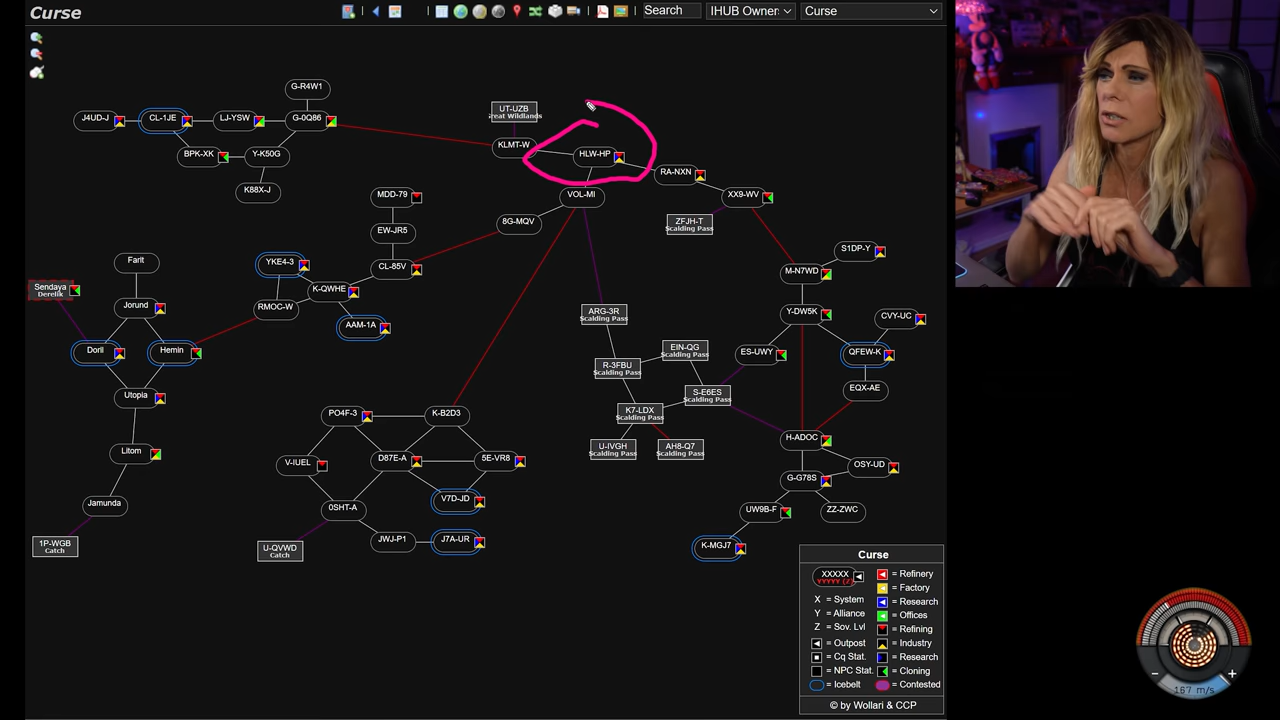 Curse
Search
IHUB Owner
Curse
G-R4W1
J4UD-J
CL-1JE
LJ-YSW
G-0Q86
UT-UZB
Great Wildlands
KLMT-W
HLW-HP
BPK-XK
Y-K50G
K88X-J
RA-NXN
XX9-WV
MDD-79
VOL-MI
8G-MQV
ZFJH-T
Scalding Pass
EW-JR5
S1DP-Y
M-N7WD
Farit
YKE4-3
CL-85V
K-QWHE
Sendaya
Derelik
Jorund
RMOC-W
AAM-1A
ARG-3R
Scalding Pass
Y-DW5K
CVY-UC
Doril
Hemin
EIN-QG
Scalding Pass
ES-UWY
QFEW-K
R-3FBU
Scalding Pass
Utopia
S-E6ES
Scalding Pass
EQX-AE
PO4F-3
K-B2D3
K7-LDX
Scalding Pass
H-ADOC
Litom
V-IUEL
D87E-A
5E-VR8
U-IVGH
Scalding Pass
AH8-Q7
Scalding Pass
OSY-UD
G-G78S
Jamunda
0SHT-A
V7D-JD
UW9B-F
ZZ-ZWC
1P-WGB
Catch
U-QVWD
Catch
JWJ-P1
J7A-UR
K-MGJ7
Curse
XXXXX
YYYYY (Z)
X = System
Y = Alliance
Z = Sov. Lvl
= Outpost
= Cq Stat.
= NPC Stat.
= Icebelt
= Refinery
= Factory
= Research
= Offices
= Refining
= Industry
= Research
= Cloning
= Contested
© by Wollari & CCP
167 m/s